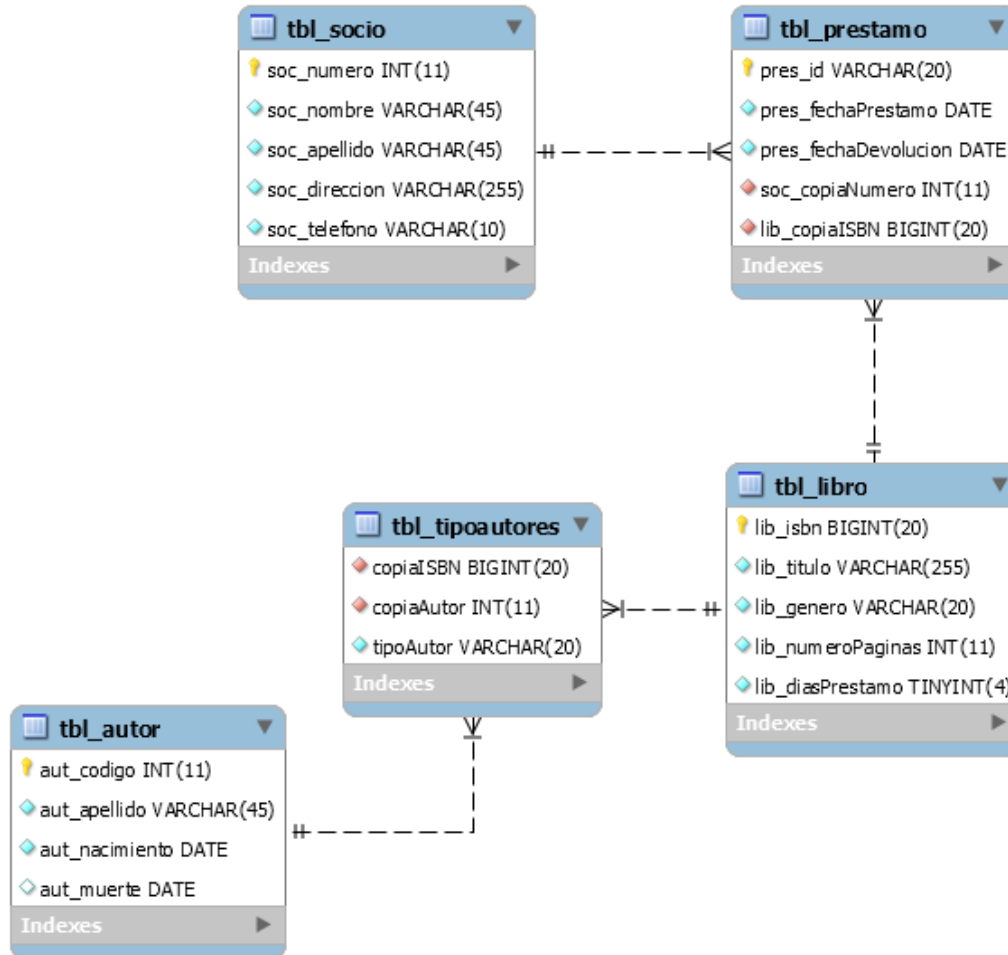 tbl_socio
soc_numero INT(11)
soc_nombre VARCHAR(45)
soc_apellido VARCHAR(45)
soc_direccion VARCHAR(255)
soc_telefono VARCHAR(10)
Indexes
tbl_prestamo
pres_id VARCHAR(20)
pres_fechaPrestamo DATE
pres_fechaDevolucion DATE
soc_copiaNumero INT(11)
lib_copiaISBN BIGINT(20)
Indexes
tbl_tipoautores
copiaISBN BIGINT(20)
copiaAutor INT(11)
tipoAutor VARCHAR(20)
Indexes
tbl_libro
lib_isbn BIGINT(20)
lib_titulo VARCHAR(255)
lib_genero VARCHAR(20)
lib_numeroPaginas INT(11)
lib_diasPrestamo TINYINT(4)
Indexes
tbl_autor
aut_codigo INT(11)
aut_apellido VARCHAR(45)
aut_nacimiento DATE
aut_muerte DATE
Indexes